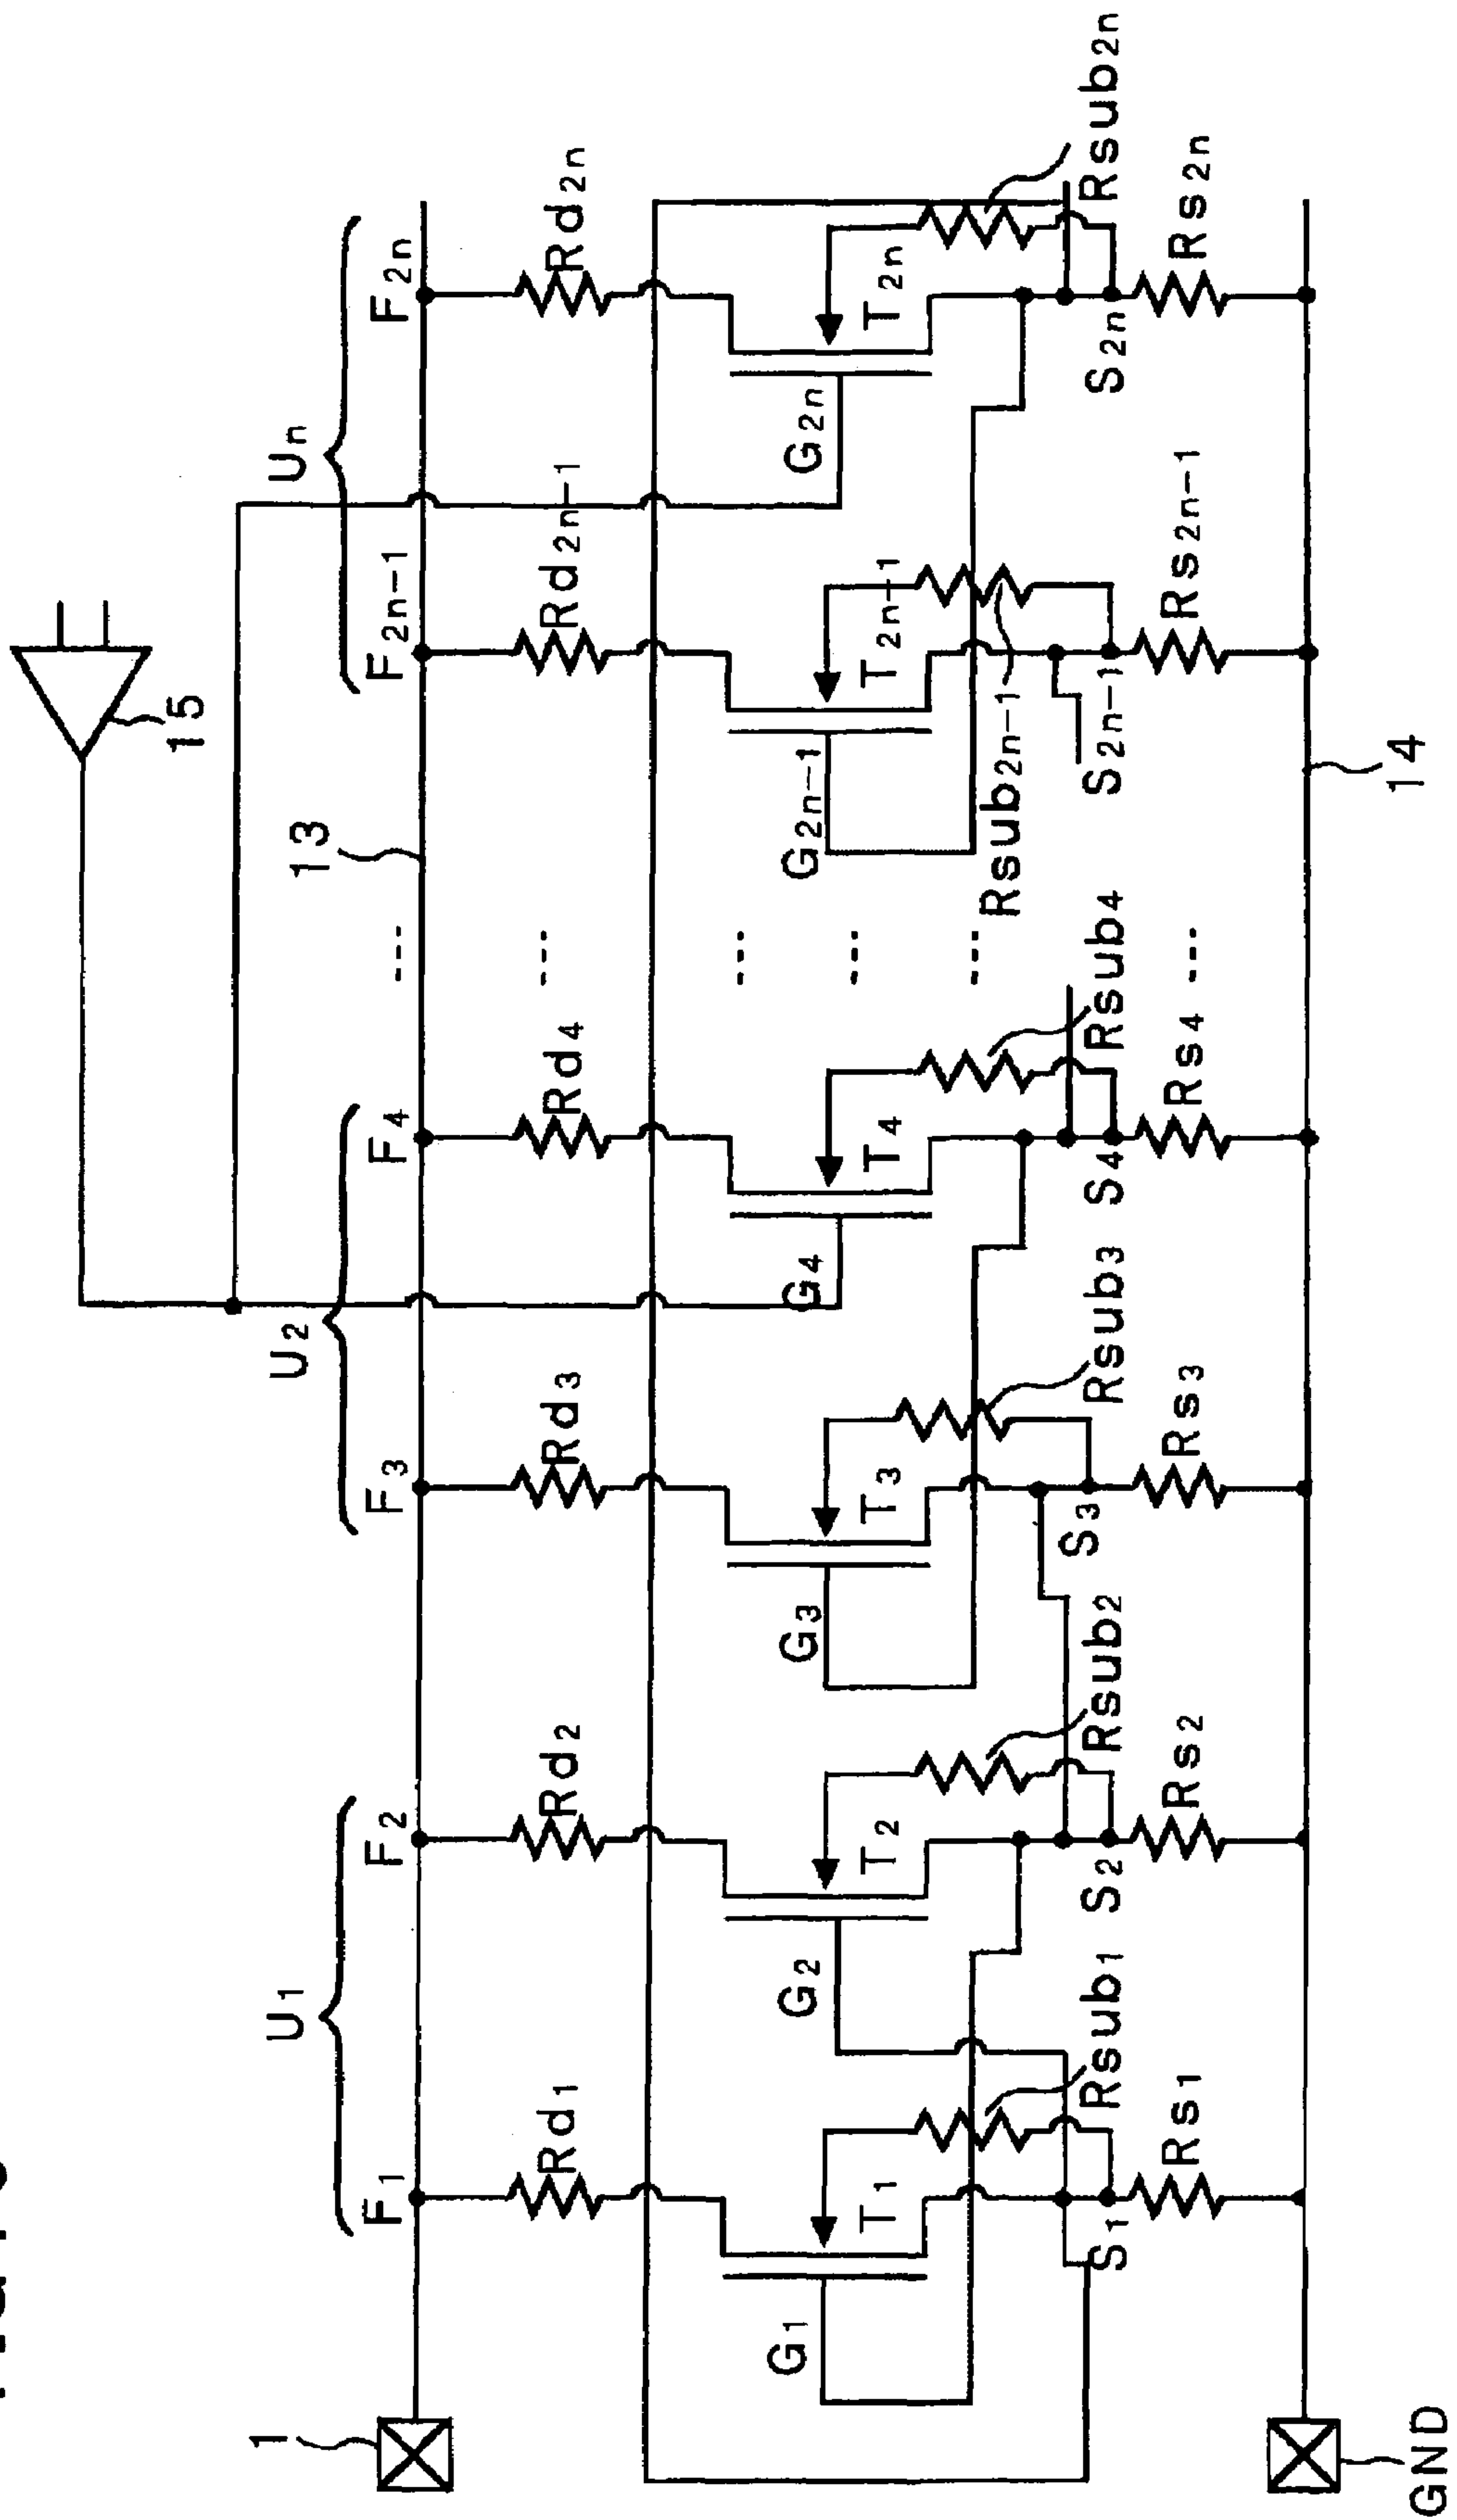 15
U1
U2
Un
1
13
F1
F2
F3
F4
F2n-1
F2n
Rd1
Rd2
Rd3
Rd4
Rd2n-1
Rd2n
G1
G2
G3
G4
G2n-1
G2n
T1
T2
T3
T4
T2n-1
T2n
Rsub1
Rsub2
Rsub3
Rsub4
Rsub2n-1
Rsub2n
S1
S2
S3
S4
S2n-1
S2n
Rs1
Rs2
Rs3
Rs4
Rs2n-1
Rs2n
GND
14